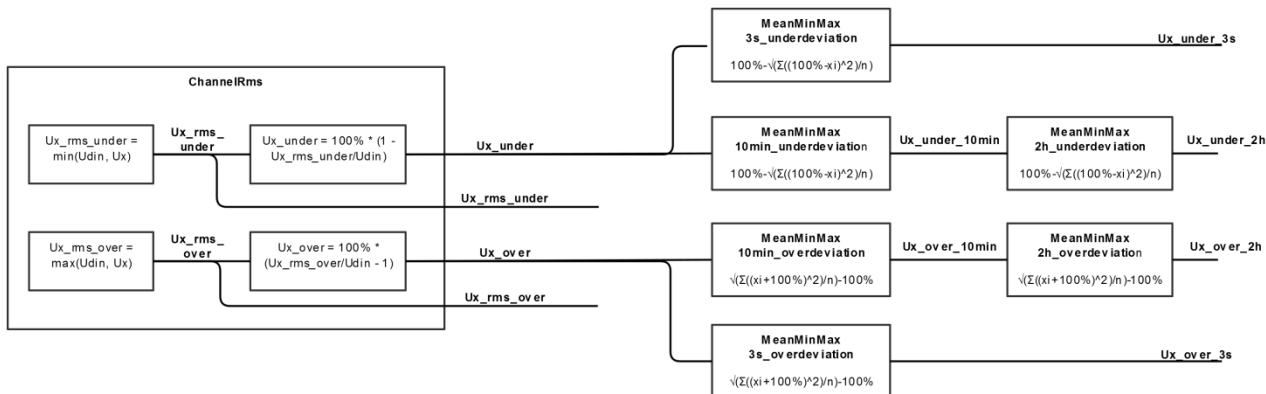 ChannelRms
Ux_rms_under =
min(Udin, Ux)
Ux_rms_
under
Ux_under = 100% * (1 -
Ux_rms_under/Udin)
Ux_under
Ux_rms_under
Ux_rms_over =
max(Udin, Ux)
Ux_rms_
over
Ux_over = 100% *
(Ux_rms_over/Udin - 1)
Ux_over
Ux_rms_over
MeanMinMax
3s_underdeviation
100%-√(Σ((100%-xi)^2)/n)
Ux_under_3s
MeanMinMax
10min_underdeviation
100%-√(Σ((100%-xi)^2)/n)
Ux_under_10min
MeanMinMax
2h_underdeviation
100%-√(Σ((100%-xi)^2)/n)
Ux_under_2h
MeanMinMax
10min_overdeviation
√(Σ((xi+100%)^2)/n)-100%
Ux_over_10min
MeanMinMax
2h_overdeviation
√(Σ((xi+100%)^2)/n)-100%
Ux_over_2h
MeanMinMax
3s_overdeviation
√(Σ((xi+100%)^2)/n)-100%
Ux_over_3s